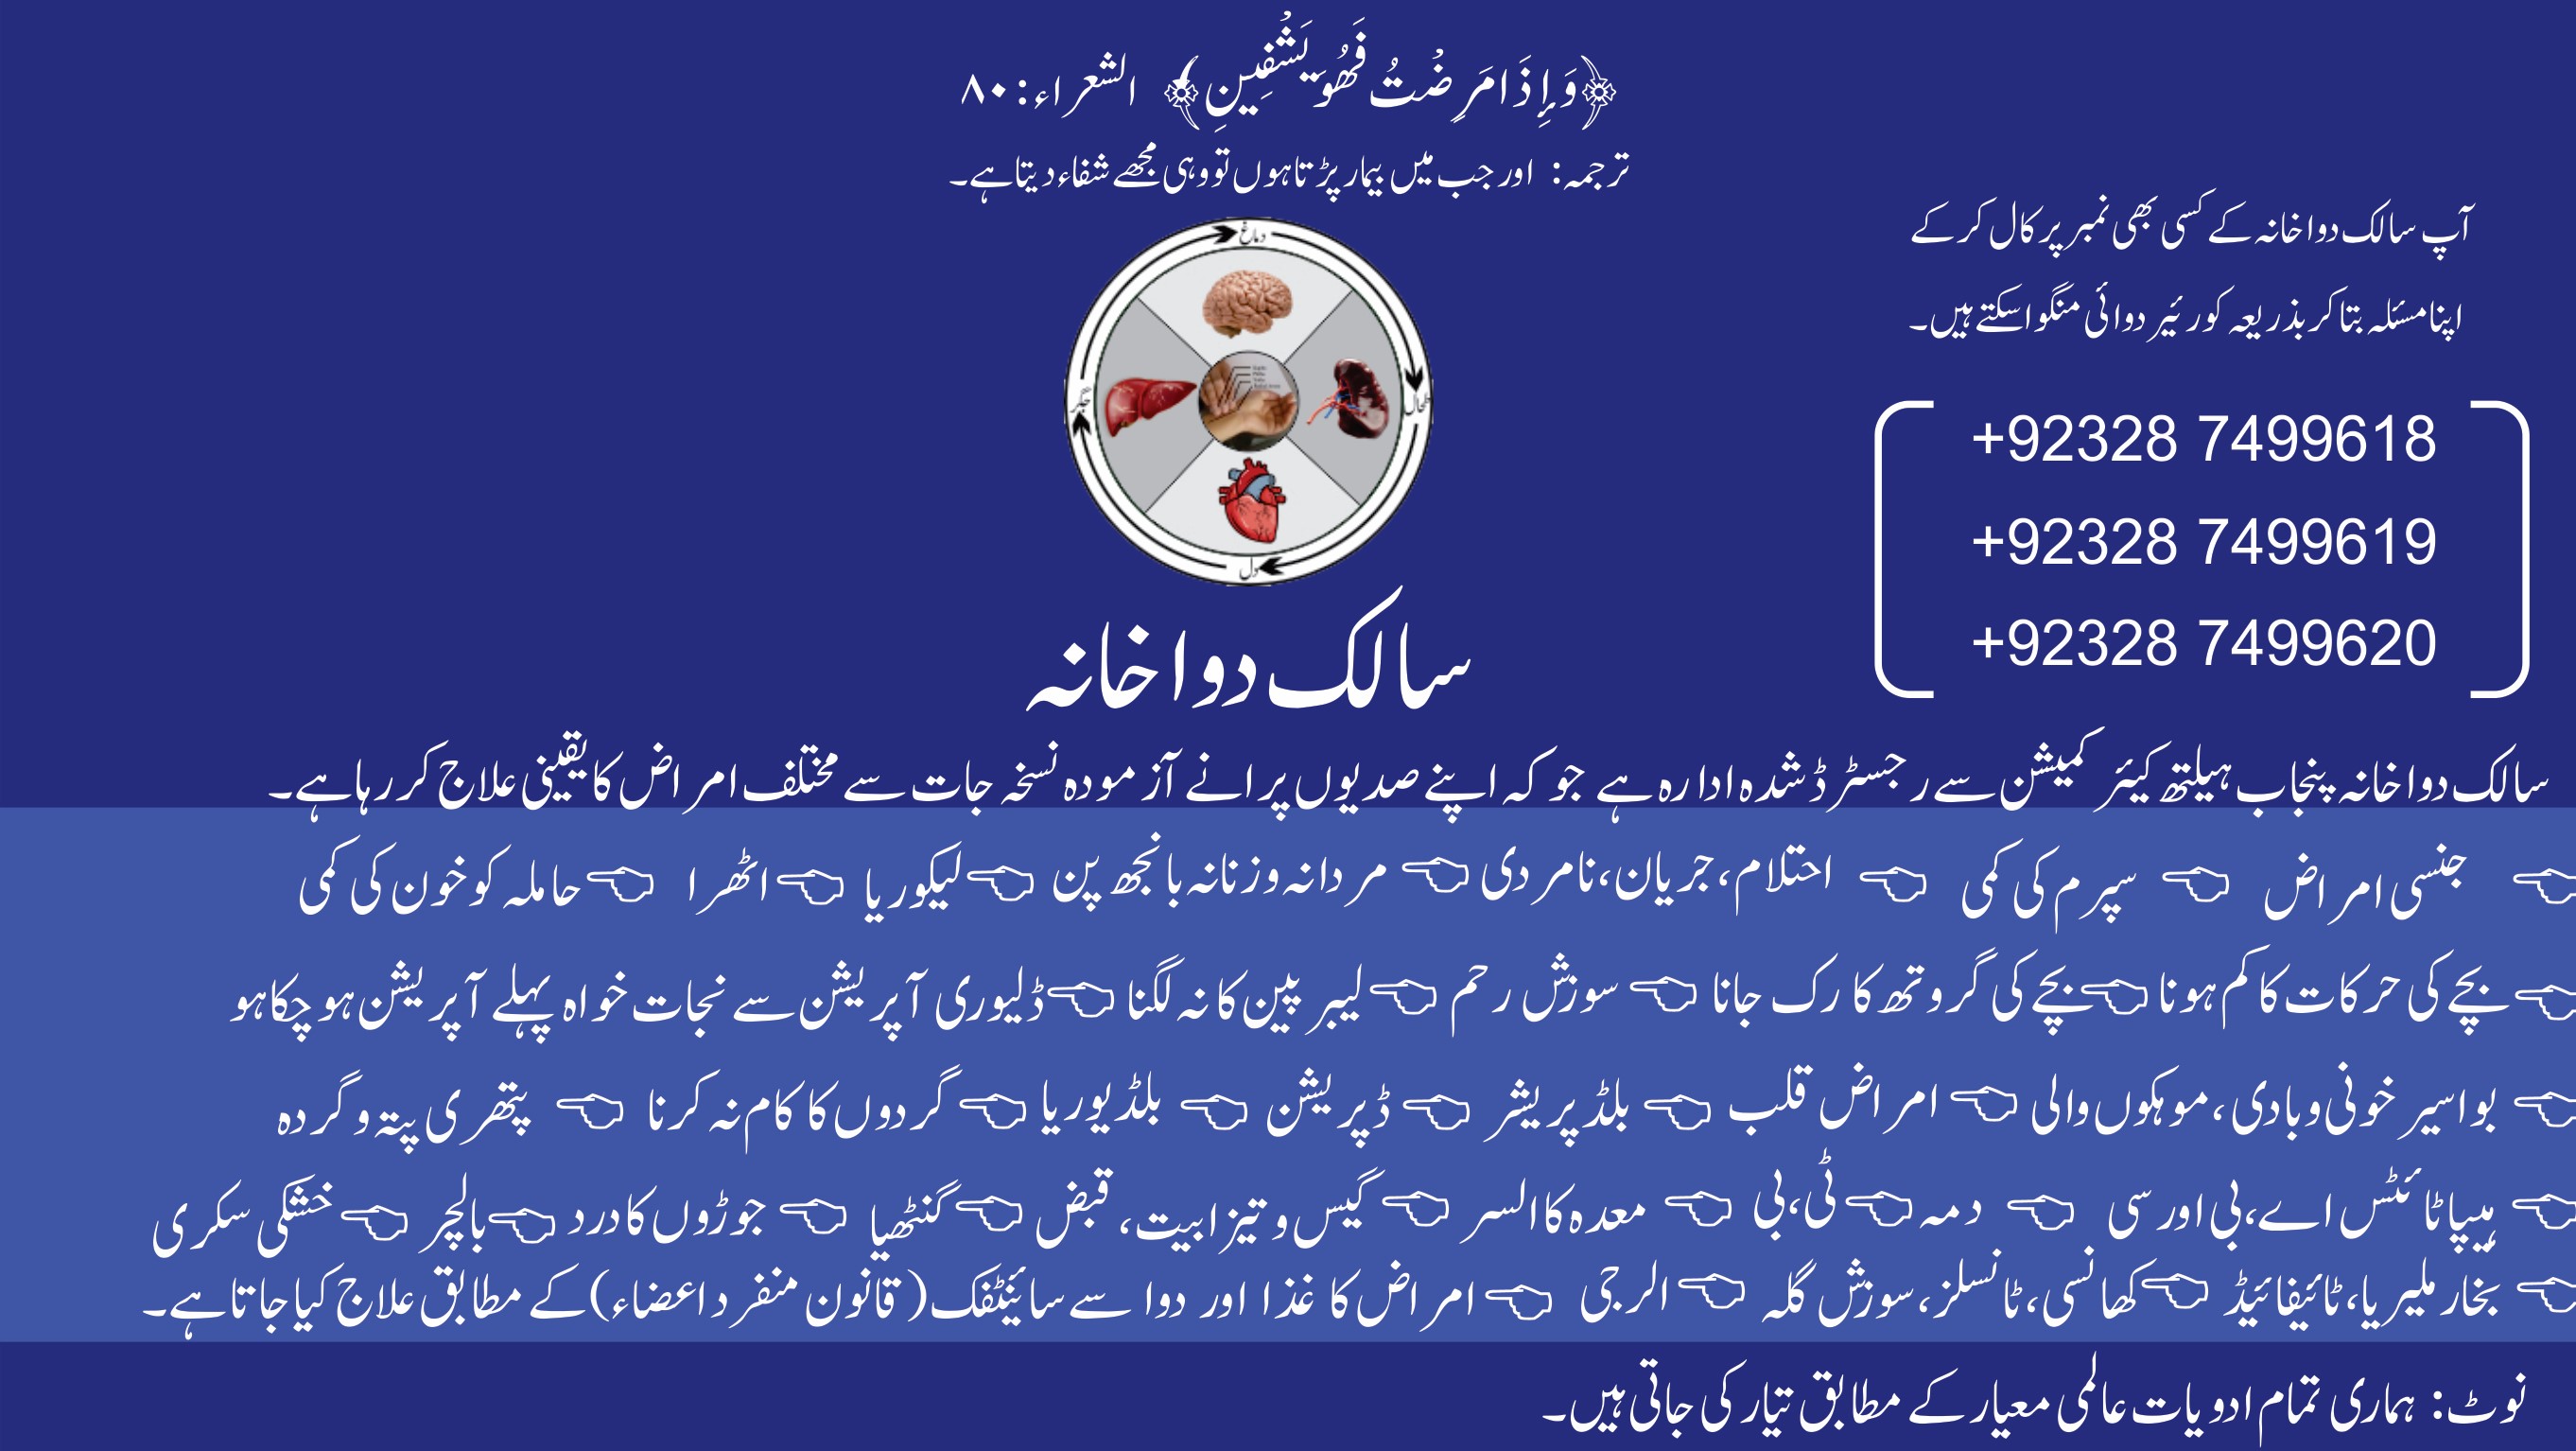 ﴿وَإِذَا مَرِضْتُ فَهُوَ يَشْفِينِ﴾ الشعراء:۸۰
ترجمہ: اور جب میں بیمار پڑتا ہوں تو وہی مجھے شفاء دیتا ہے۔
آپ سالک دواخانہ کے کسی بھی نمبر پر کال کر کے
اپنا مسئلہ بتا کر بذریعہ کورئیر دوائی منگوا سکتے ہیں۔
+92328 7499618
+92328 7499619
+92328 7499620
دماغ
طحال
جگر
دل
سالک دواخانہ
سالک دواخانہ پنجاب ہیلتھ کیئر کمیشن سے رجسٹرڈ شدہ ادارہ ہے جو کہ اپنے صدیوں پرانے آزمودہ نسخہ جات سے مختلف امراض کا یقینی علاج کر رہا ہے۔
جنسی امراض سپرم کی کمی احتلام، جریان، نامردی مردانہ وزنانہ بانجھ پن لیکوریا اٹھرا حاملہ کو خون کی کمی
بچے کی حرکات کا کم ہونا بچے کی گروتھ کا رک جانا سوزش رحم لیبر پین کا نہ لگنا ڈلیوری آپریشن سے نجات خواہ پہلے آپریشن ہو چکا ہو
بواسیر خونی وبادی، موہکوں والی امراض قلب بلڈ پریشر ڈپریشن بلڈ یوریا گردوں کا کام نہ کرنا پتھری پتہ و گردہ
ہیپاٹائٹس اے، بی اور سی دمہ ٹی، بی معدہ کا السر گیس و تیزابیت، قبض گنٹھیا جوڑوں کا درد بالچر خشکی سکری
بخار ملیریا، ٹائیفائیڈ کھانسی، ٹانسلز، سوزش گلہ الرجی امراض کا غذا اور دوا سے سائنٹفک (قانون منفرد اعضاء) کے مطابق علاج کیا جاتا ہے۔
نوٹ: ہماری تمام ادویات عالمی معیار کے مطابق تیار کی جاتی ہیں۔